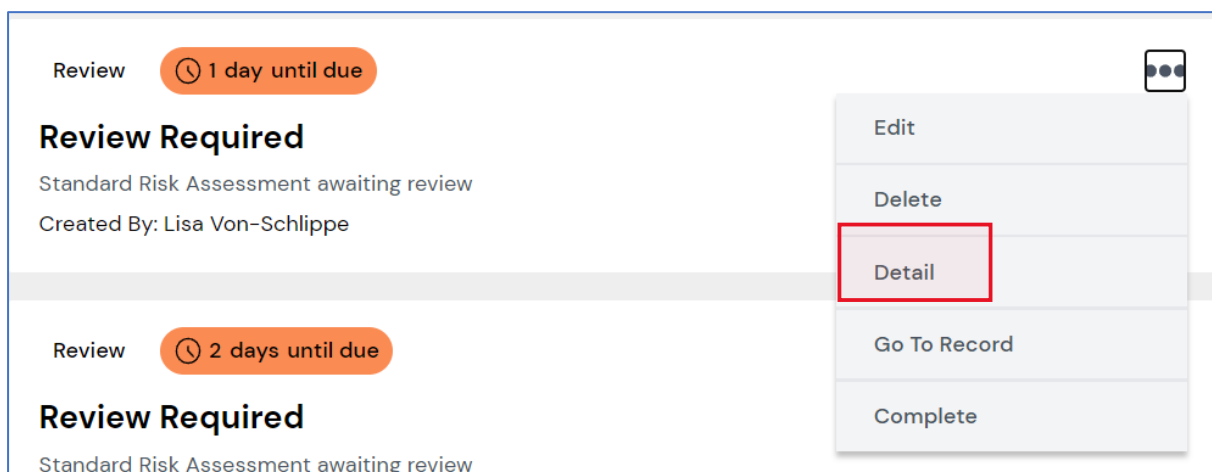 Review
1 day until due
Review Required
Standard Risk Assessment awaiting review
Created By: Lisa Von-Schlippe
Edit
Delete
Detail
Go To Record
Complete
Review
2 days until due
Review Required
Standard Risk Assessment awaiting review